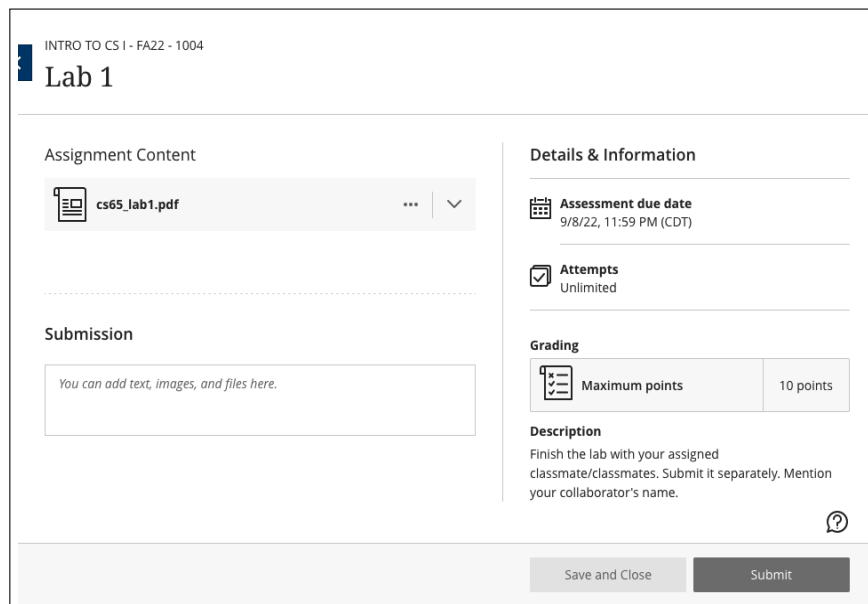 INTRO TO CS I - FA22 - 1004
Lab 1
Assignment Content
cs65_lab1.pdf
Submission
You can add text, images, and files here.
Details & Information
Assessment due date
9/8/22, 11:59 PM (CDT)
Attempts
Unlimited
Grading
Maximum points
10 points
Description
Finish the lab with your assigned
classmate/classmates. Submit it separately. Mention
your collaborator's name.
Save and Close
Submit